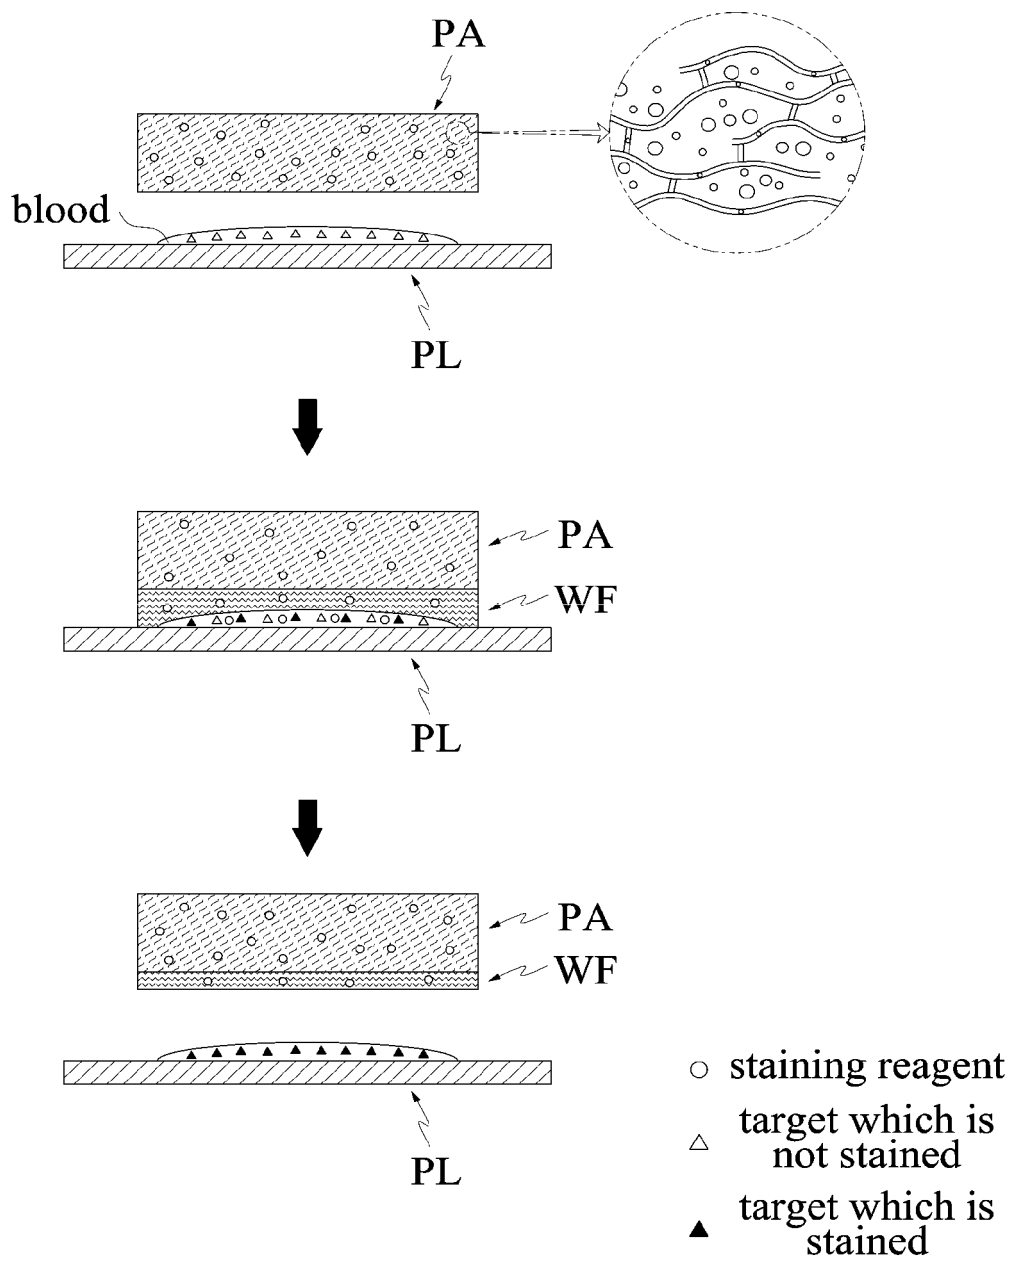 PA
blood
PL
PA
WF
PL
PA
WF
PL
staining reagent
target which is
not stained
target which is
stained